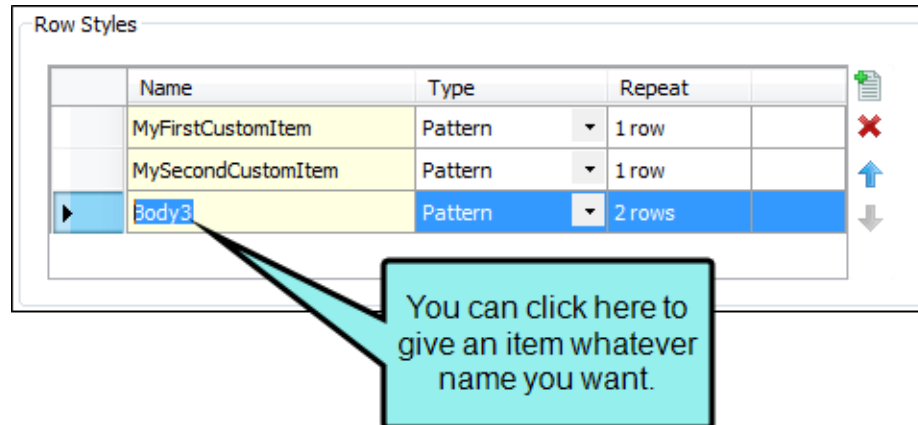 Row Styles
Name Type Repeat
MyFirstCustomItem Pattern 1 row
MySecondCustomItem Pattern 1 row
Body3 Pattern 2 rows
You can click here to
give an item whatever
name you want.